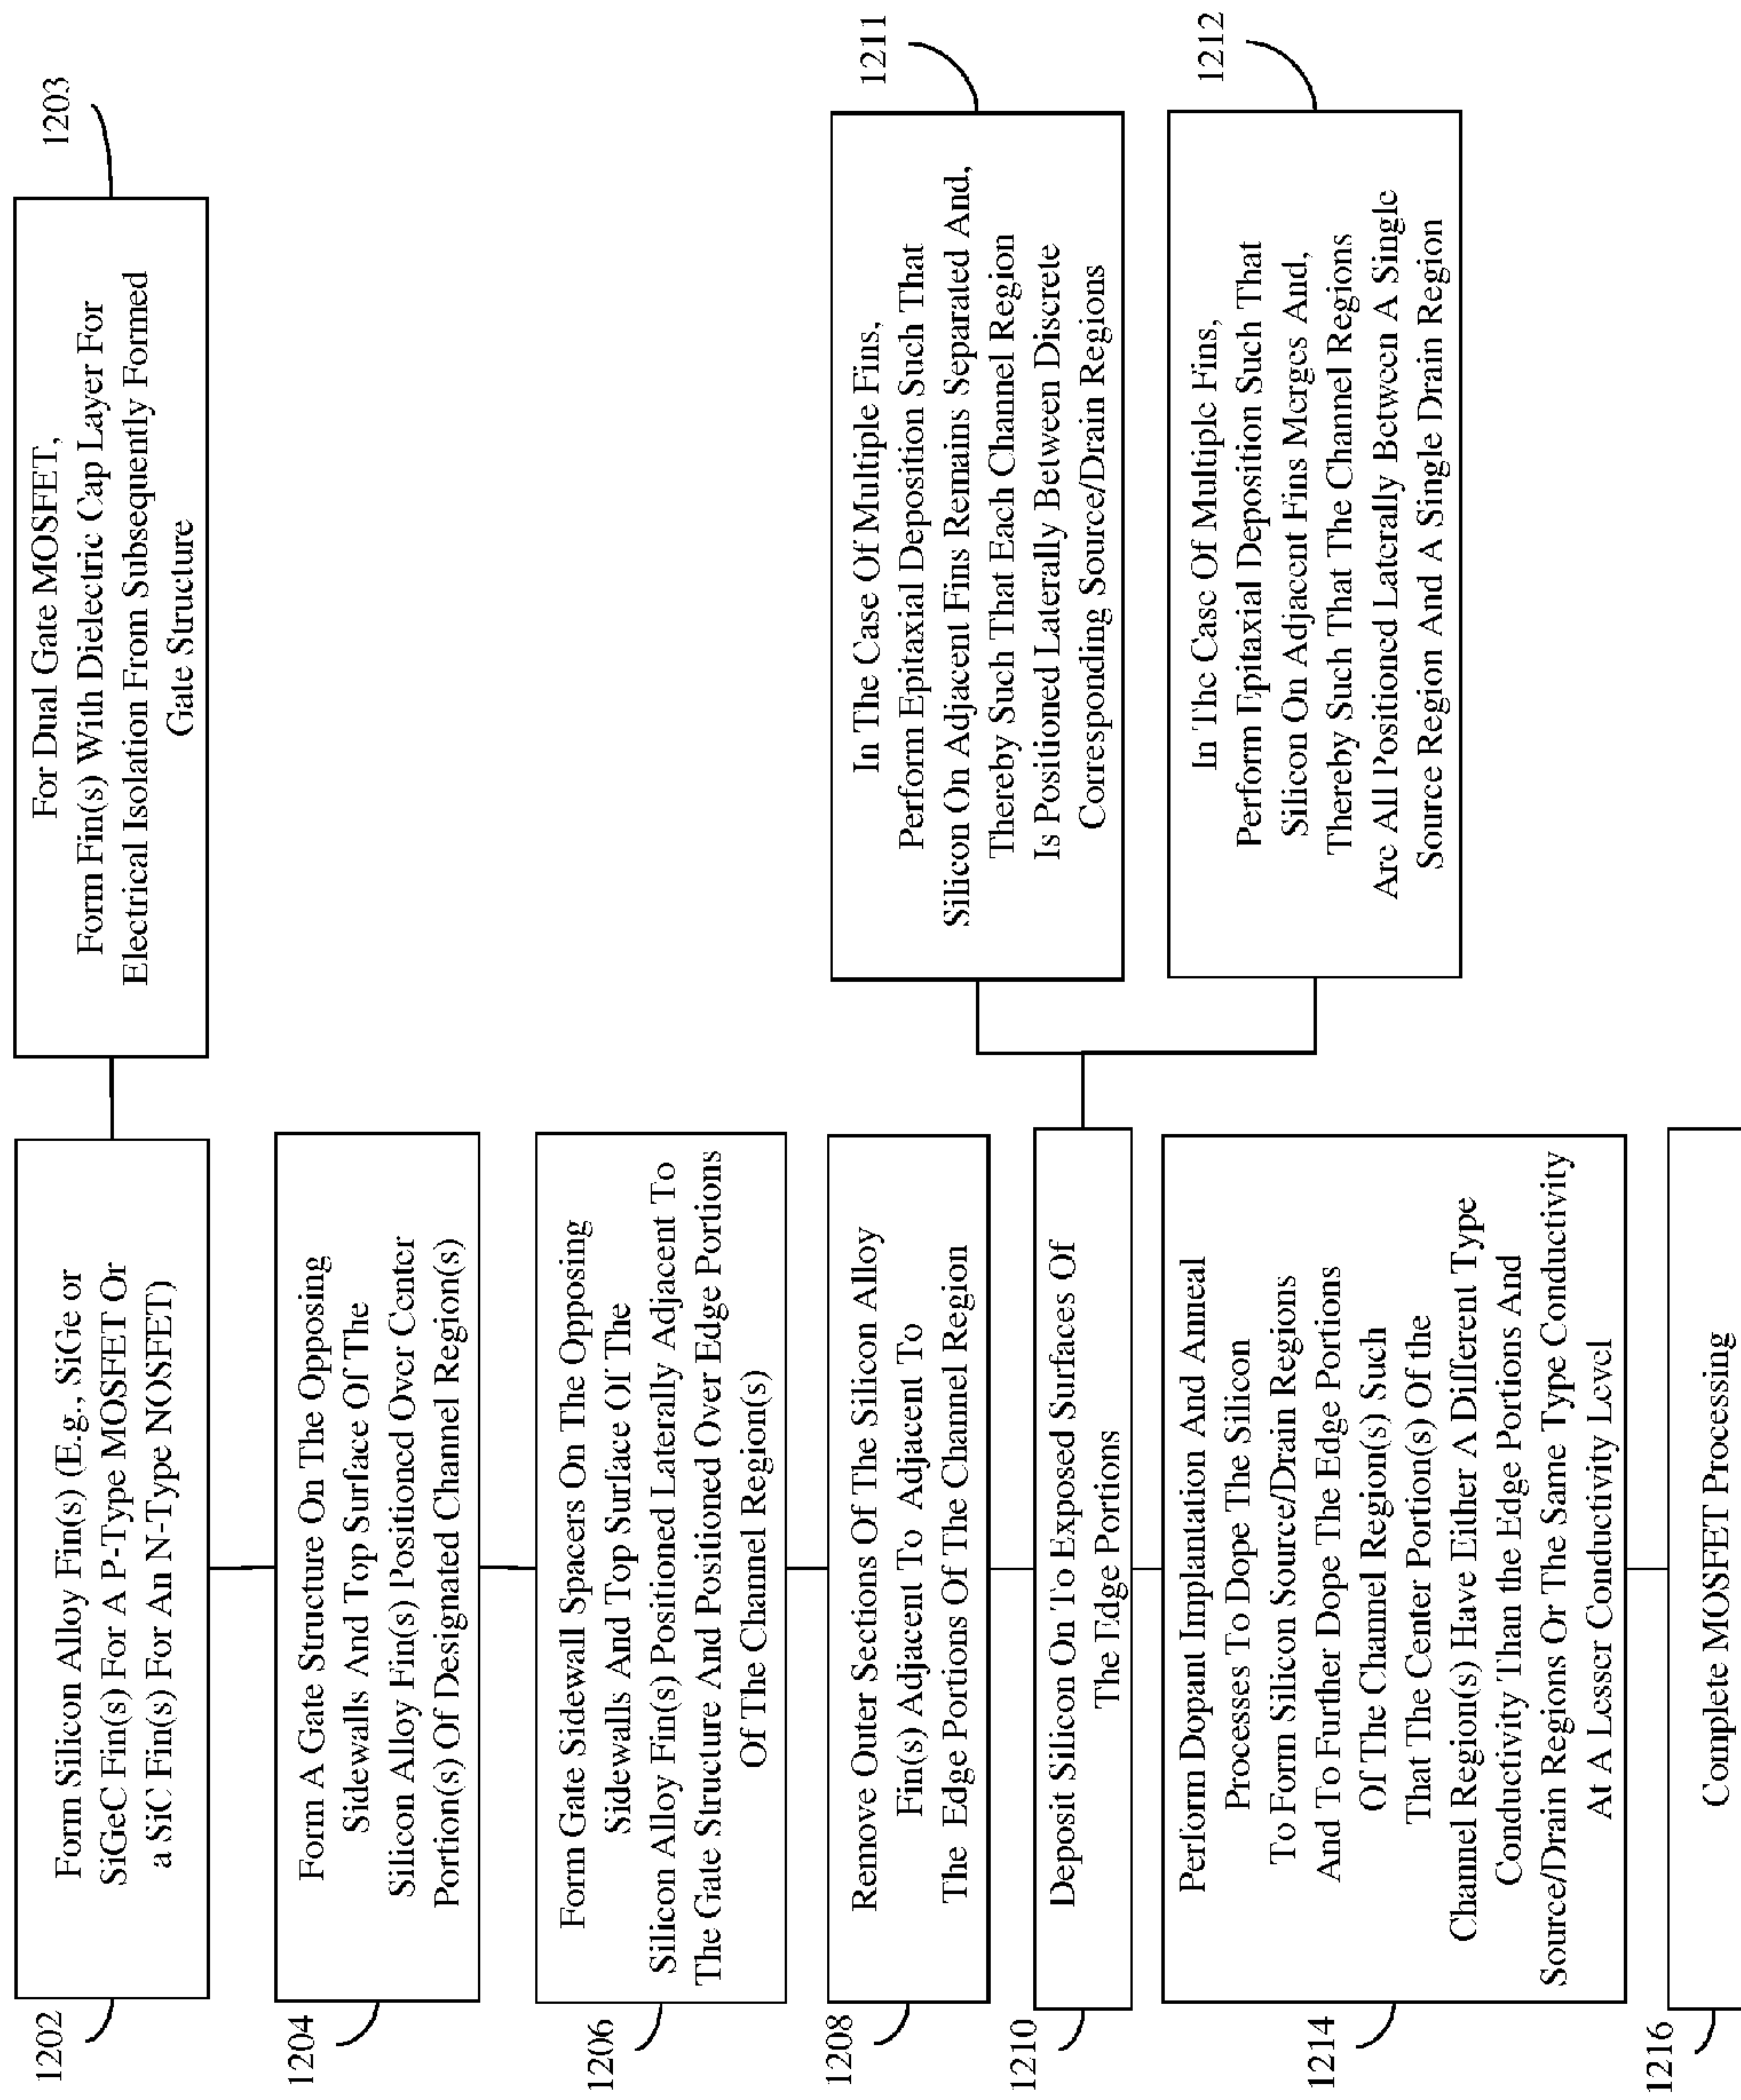 1202
Form Silicon Alloy Fin(s) (E.g., SiGe or
SiGeC Fin(s) For A P-Type MOSFET Or
a SiC Fin(s) For An N-Type NOSFET)
1203
For Dual Gate MOSFET,
Form Fin(s) With Dielectric Cap Layer For
Electrical Isolation From Subsequently Formed
Gate Structure
1204
Form A Gate Structure On The Opposing
Sidewalls And Top Surface Of The
Silicon Alloy Fin(s) Positioned Over Center
Portion(s) Of Designated Channel Regions(s)
1206
Form Gate Sidewall Spacers On The Opposing
Sidewalls And Top Surface Of The
Silicon Alloy Fin(s) Positioned Laterally Adjacent To
The Gate Structure And Positioned Over Edge Portions
Of The Channel Regions(s)
1208
Remove Outer Sections Of The Silicon Alloy
Fin(s) Adjacent To Adjacent To
The Edge Portions Of The Channel Region
1210
Deposit Silicon On To Exposed Surfaces Of
The Edge Portions
1211
In The Case Of Multiple Fins,
Perform Epitaxial Deposition Such That
Silicon On Adjacent Fins Remains Separated And,
Thereby Such That Each Channel Region
Is Positioned Laterally Between Discrete
Corresponding Source/Drain Regions
1212
In The Case Of Multiple Fins,
Perform Epitaxial Deposition Such That
Silicon On Adjacent Fins Merges And,
Thereby Such That The Channel Regions
Are All Positioned Laterally Between A Single
Source Region And A Single Drain Region
1214
Perform Dopant Implantation And Anneal
Processes To Dope The Silicon
To Form Silicon Source/Drain Regions
And To Further Dope The Edge Portions
Of The Channel Region(s) Such
That The Center Portion(s) Of the
Channel Region(s) Have Either A Different Type
Conductivity Than the Edge Portions And
Source/Drain Regions Or The Same Type Conductivity
At A Lesser Conductivity Level
1216
Complete MOSFET Processing